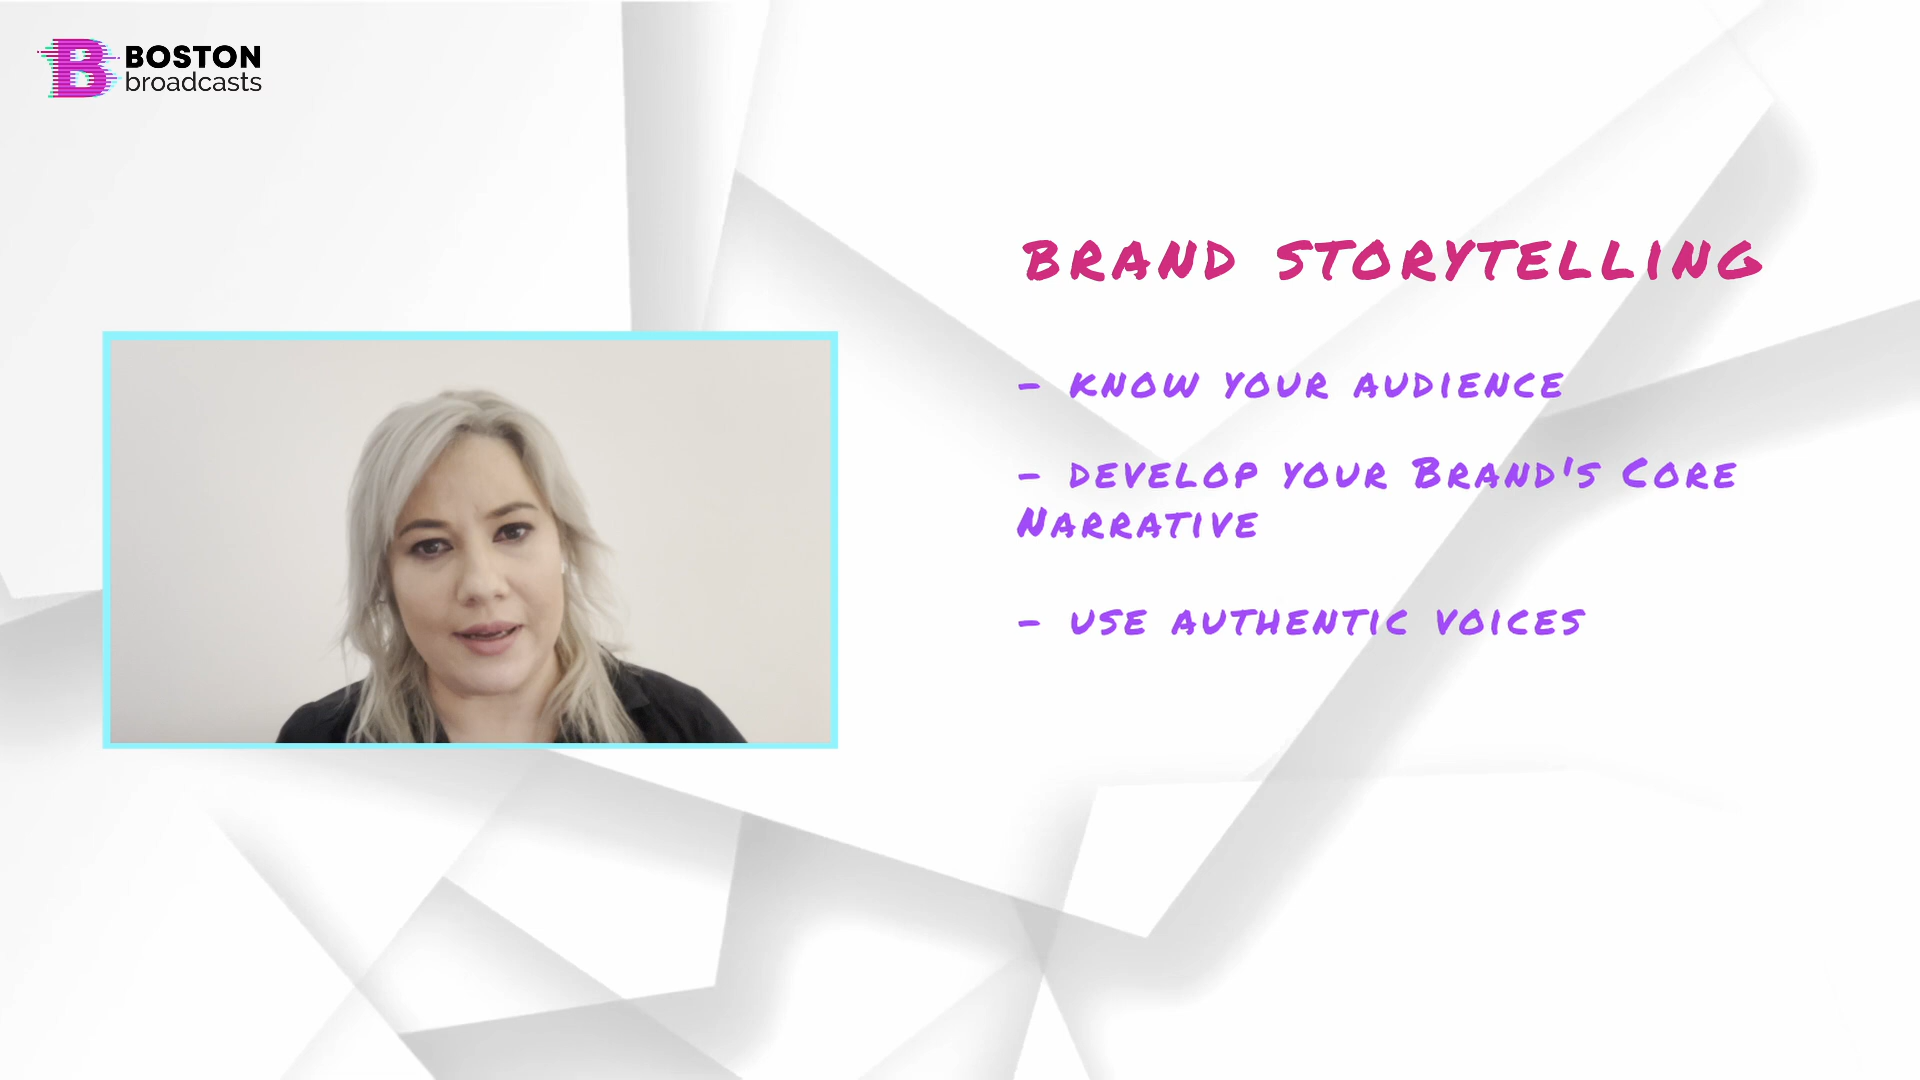 BOSTON
broadcasts
BRAND STORYTELLING
- KNOW YOUR AUDIENCE
- DEVELOP YOUR BRAND'S CORE
NARRATIVE
- USE AUTHENTIC VOICES